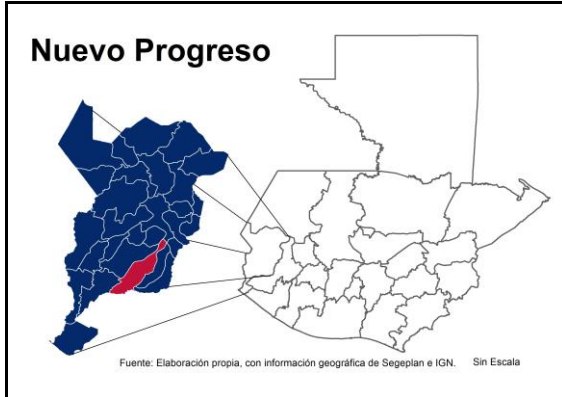 Nuevo Progreso
Fuente: Elaboración propia, con información geográfica de Segeplan e IGN. Sin Escala